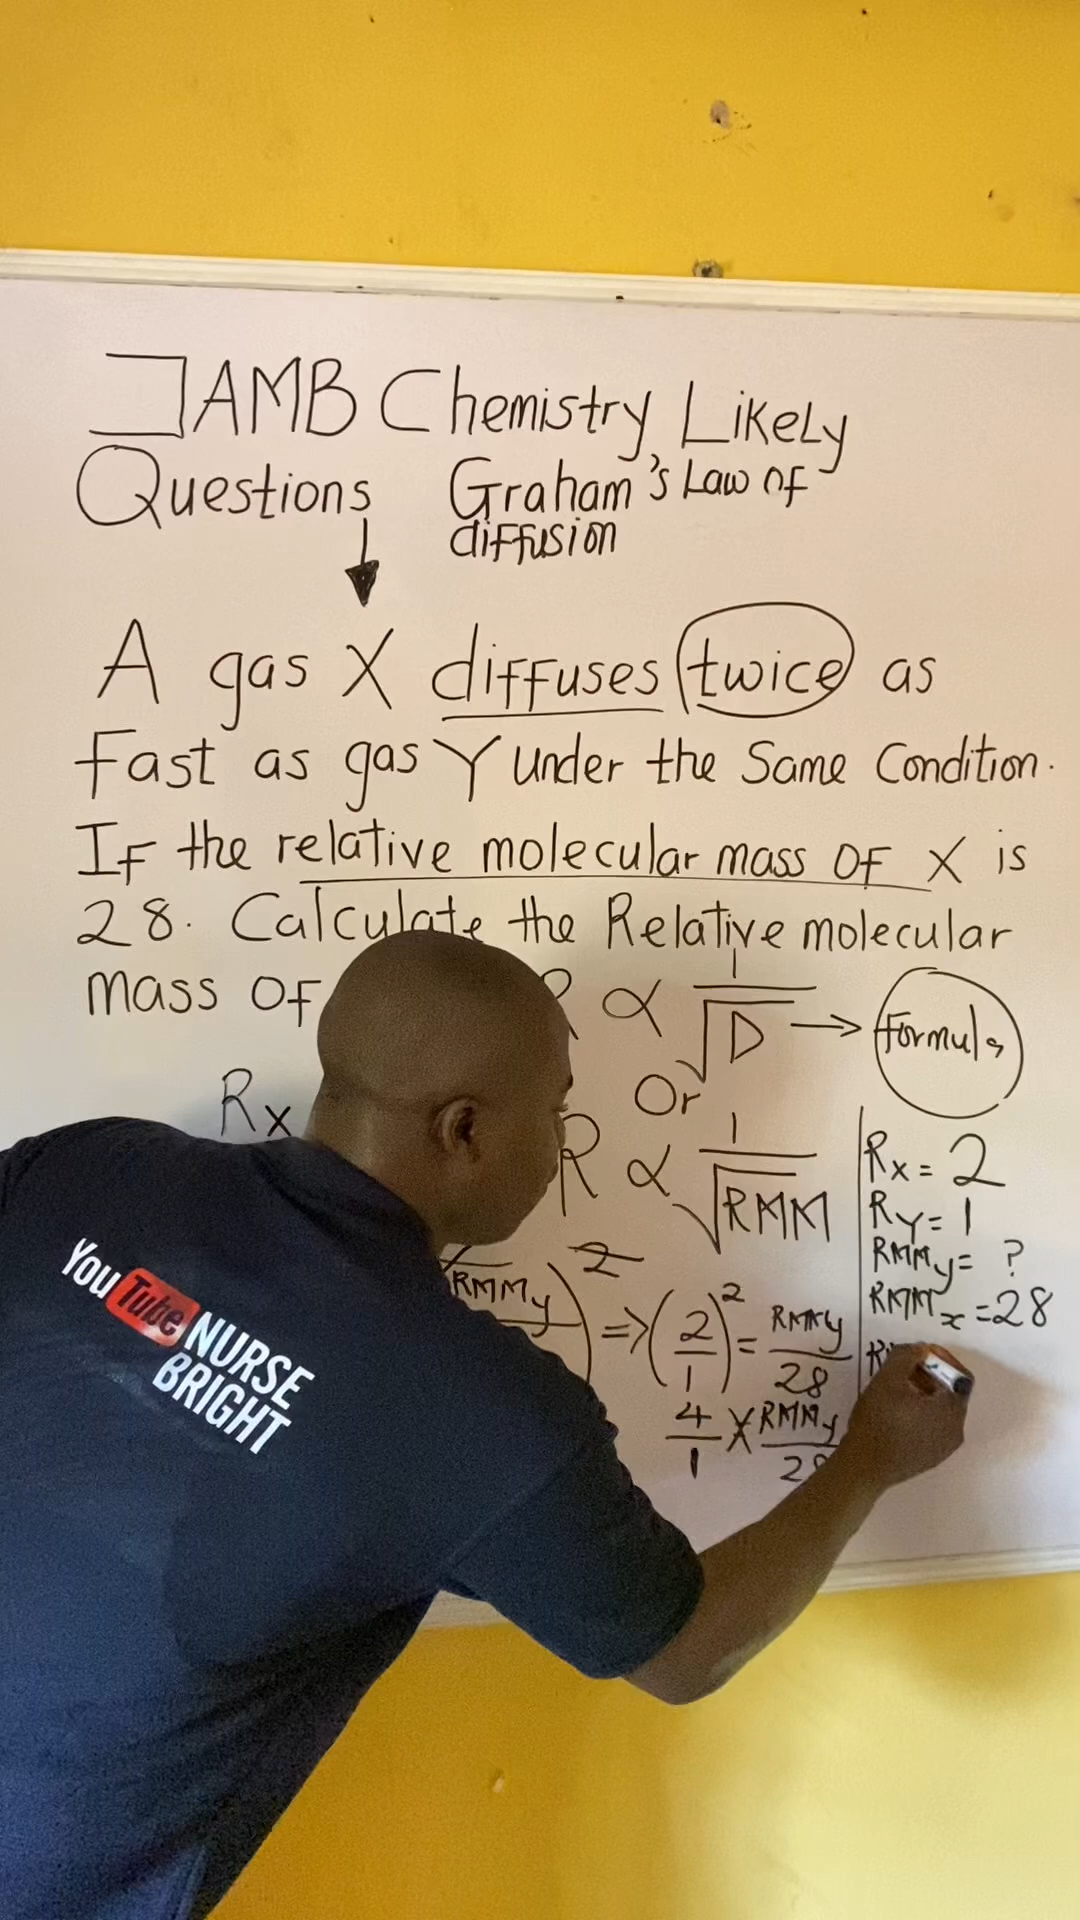 JAMB Chemistry Likely
Questions Graham's Law of
diffusion
A gas X diffuses twice as
Fast as gas Y under the Same Condition.
If the relative molecular mass of X is
28. Calculate the Relative molecular
mass of
R ∝ 1/√D → Formula
Or
Rx
R ∝ 1/√RMM
Rx = 2
Ry = 1
RMMy = ?
RMMx = 28
RMMy) 2 => (2/1)² = RMMy/28
4/1 X RMMy/28
YouTube NURSE
BRIGHT